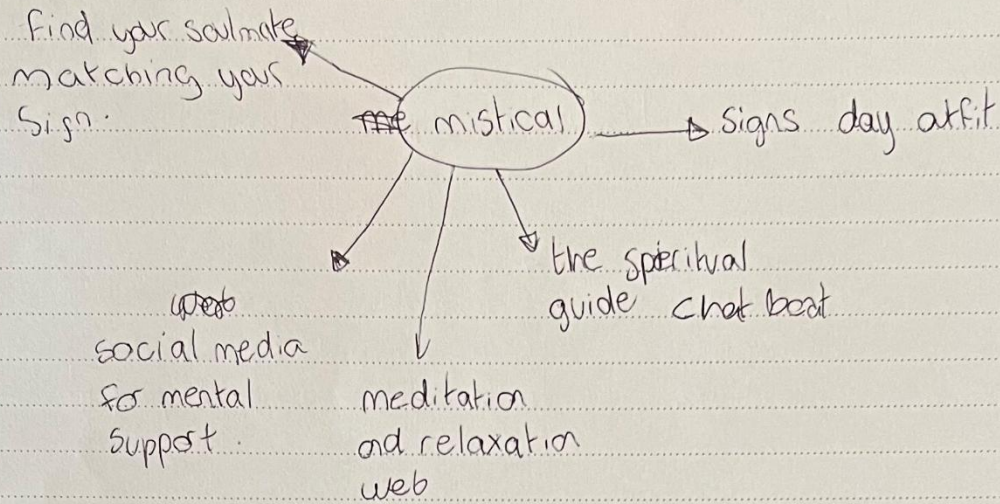 find your soulmate
matching your
sign.
mistical
signs day atfit
the spiritual
guide chat beat
social media
for mental
support.
meditation
and relaxation
web